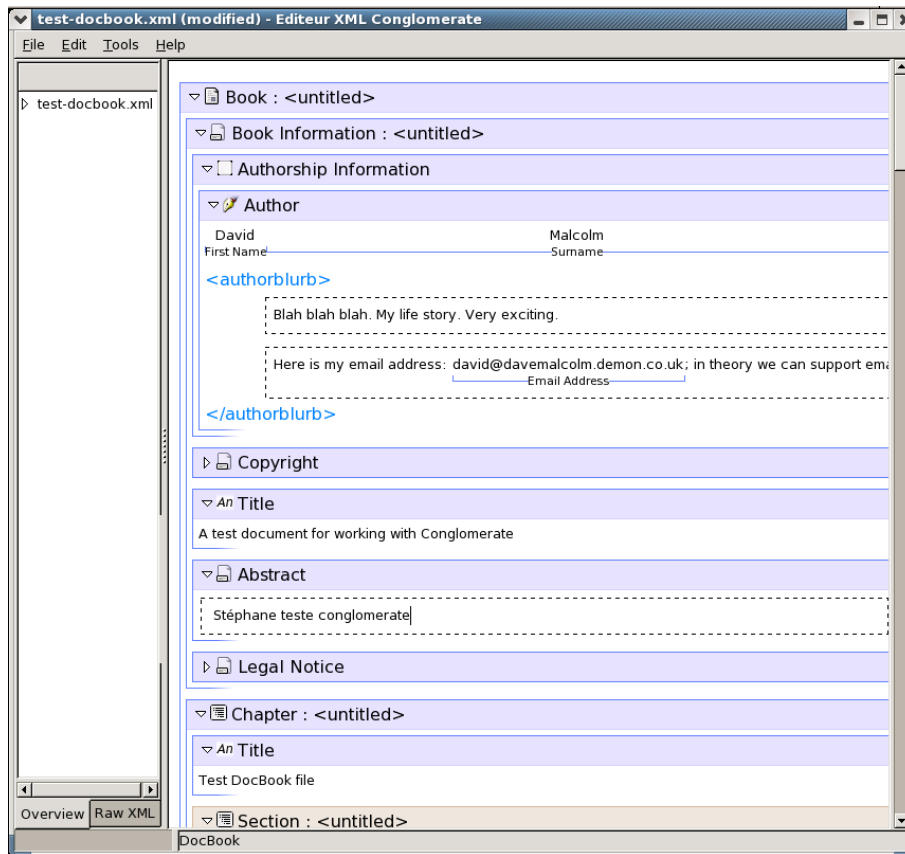 test-docbook.xml (modified) - Editeur XML Conglomerate
File Edit Tools Help
test-docbook.xml
Book : <untitled>
Book Information : <untitled>
Authorship Information
Author
David Malcolm
First Name Surname
<authorblurb>
Blah blah blah. My life story. Very exciting.
Here is my email address: david@davemalcolm.demon.co.uk; in theory we can support ema
Email Address
</authorblurb>
Copyright
An Title
A test document for working with Conglomerate
Abstract
Stéphane teste conglomerate
Legal Notice
Chapter : <untitled>
An Title
Test DocBook file
Section : <untitled>
Overview Raw XML
DocBook